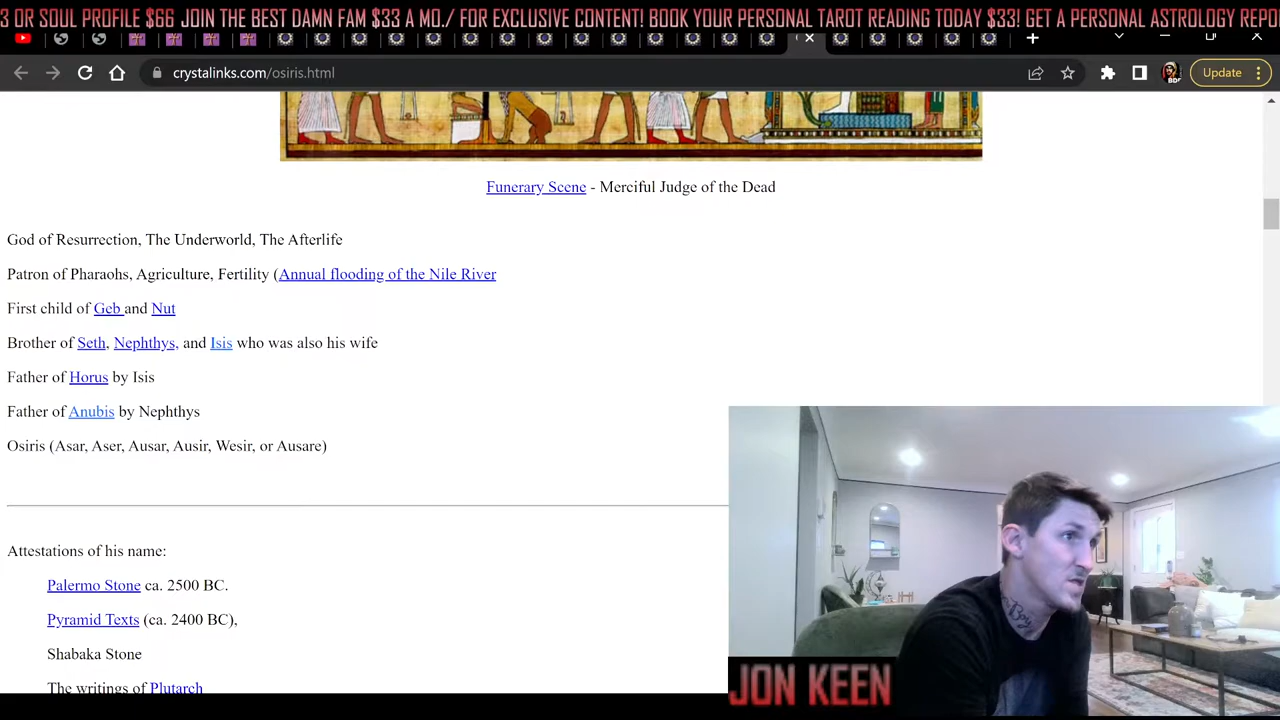 3 OR SOUL PROFILE $66 JOIN THE BEST DAMN FAM $33 A MO./ FOR EXCLUSIVE CONTENT! BOOK YOUR PERSONAL TAROT READING TODAY $33! GET A PERSONAL ASTROLOGY REPO
crystalinks.com/osiris.html
Update
Funerary Scene - Merciful Judge of the Dead
God of Resurrection, The Underworld, The Afterlife
Patron of Pharaohs, Agriculture, Fertility (Annual flooding of the Nile River
First child of Geb and Nut
Brother of Seth, Nephthys, and Isis who was also his wife
Father of Horus by Isis
Father of Anubis by Nephthys
Osiris (Asar, Aser, Ausar, Ausir, Wesir, or Ausare)
Attestations of his name:
Palermo Stone ca. 2500 BC.
Pyramid Texts (ca. 2400 BC),
Shabaka Stone
The writings of Plutarch
JON KEEN